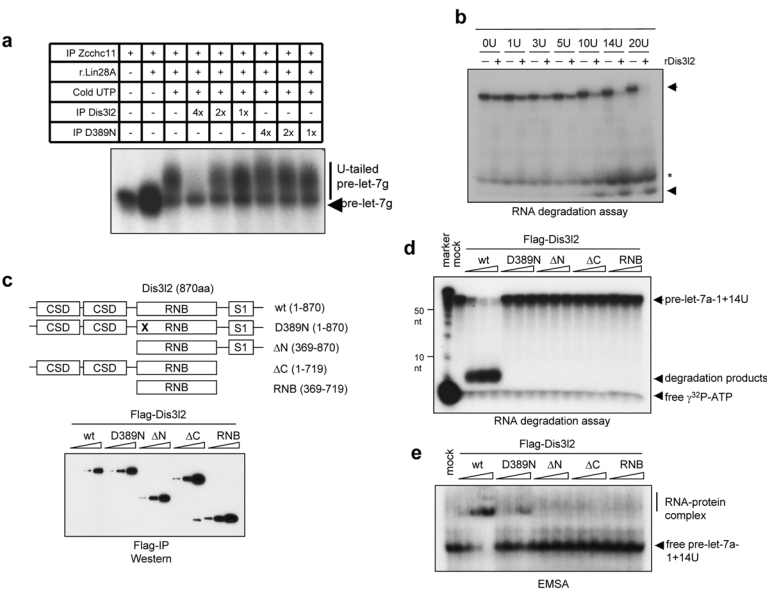 a
IP Zcchc11 + + + + + + + + +
r.Lin28A - + + + + + + + +
Cold UTP - - + + + + + + +
IP Dis3l2 - - - 4x 2x 1x - - -
IP D389N - - - - - - 4x 2x 1x
U-tailed
pre-let-7g
pre-let-7g
b
0U 1U 3U 5U 10U 14U 20U
- + - + - + - + - + - + - + rDis3l2
*
RNA degradation assay
c
Dis3l2 (870aa)
CSD CSD RNB S1 wt (1-870)
CSD CSD X RNB S1 D389N (1-870)
RNB S1 ΔN (369-870)
CSD CSD RNB ΔC (1-719)
RNB RNB (369-719)
Flag-Dis3l2
wt D389N ΔN ΔC RNB
Flag-IP
Western
d
marker
mock
Flag-Dis3l2
wt D389N ΔN ΔC RNB
50
nt
10
nt
pre-let-7a-1+14U
degradation products
free γ32P-ATP
RNA degradation assay
e
mock
Flag-Dis3l2
wt D389N ΔN ΔC RNB
RNA-protein
complex
free pre-let-7a-
1+14U
EMSA